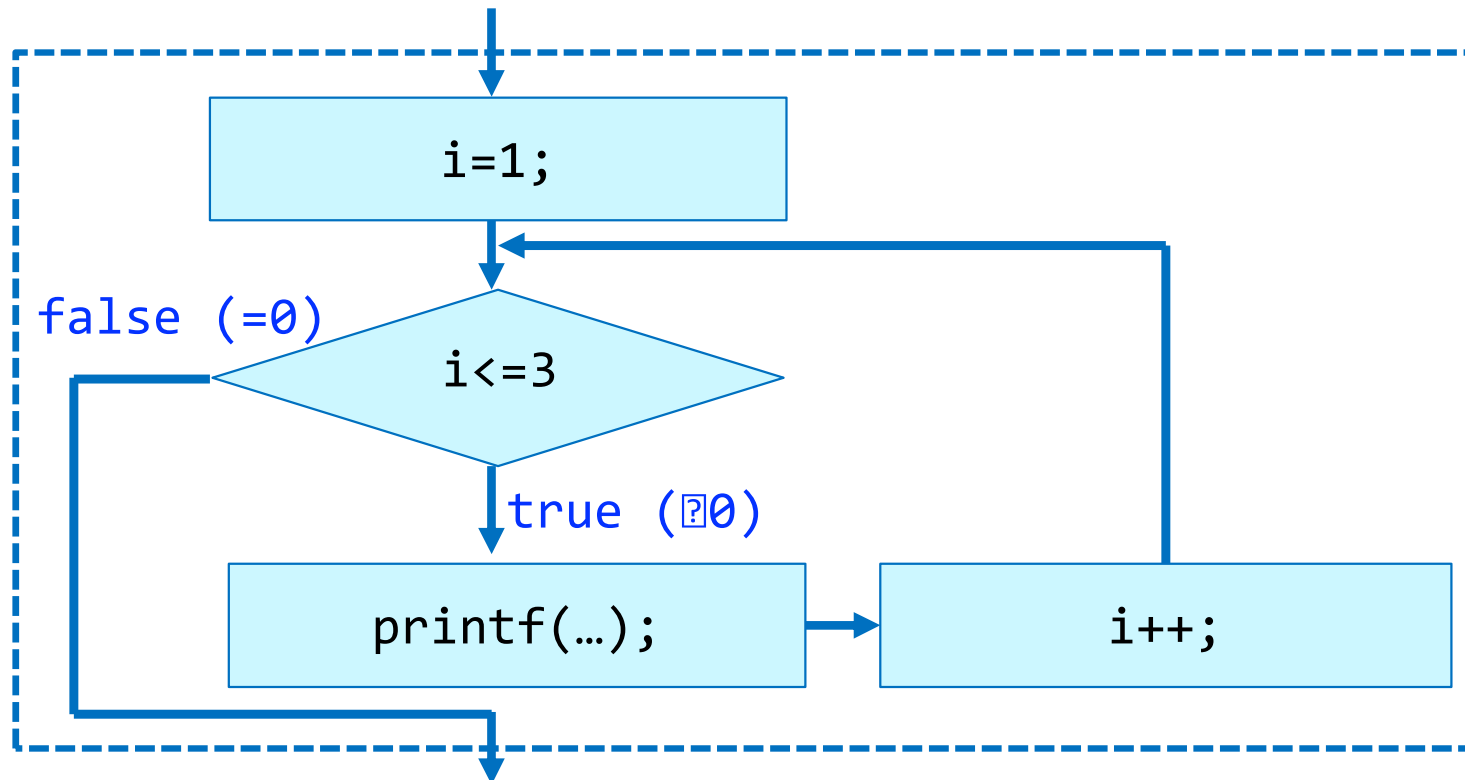 i=1;
false (=0)
i<=3
true (�0)
printf(…);
i++;